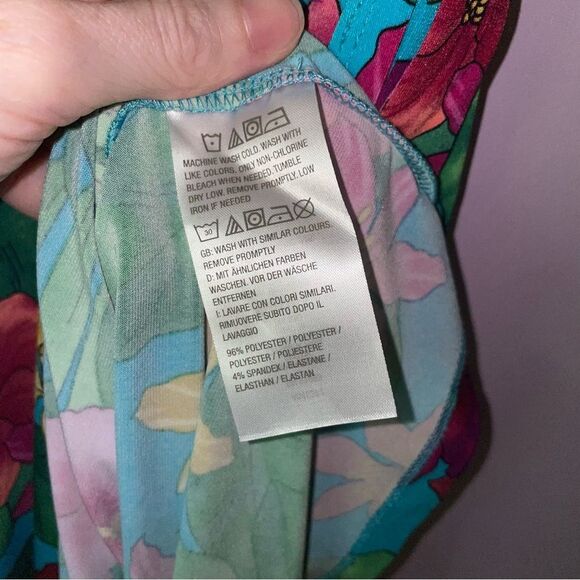 MACHINE WASH COLD. WASH WITH
LIKE COLORS. ONLY NON-CHLORINE
BLEACH WHEN NEEDED. TUMBLE
DRY LOW. REMOVE PROMPTLY. LOW
IRON IF NEEDED
30
GB: WASH WITH SIMILAR COLOURS.
REMOVE PROMPTLY
D: MIT ÄHNLICHEN FARBEN
WASCHEN. VOR DER WÄSCHE
ENTFERNEN
I: LAVARE CON COLORI SIMILARI.
RIMUOVERE SUBITO DOPO IL
LAVAGGIO
96% POLYESTER / POLYESTER /
POLYESTER / POLIESTERE
4% SPANDEX / ELASTANE /
ELASTHAN / ELASTAN